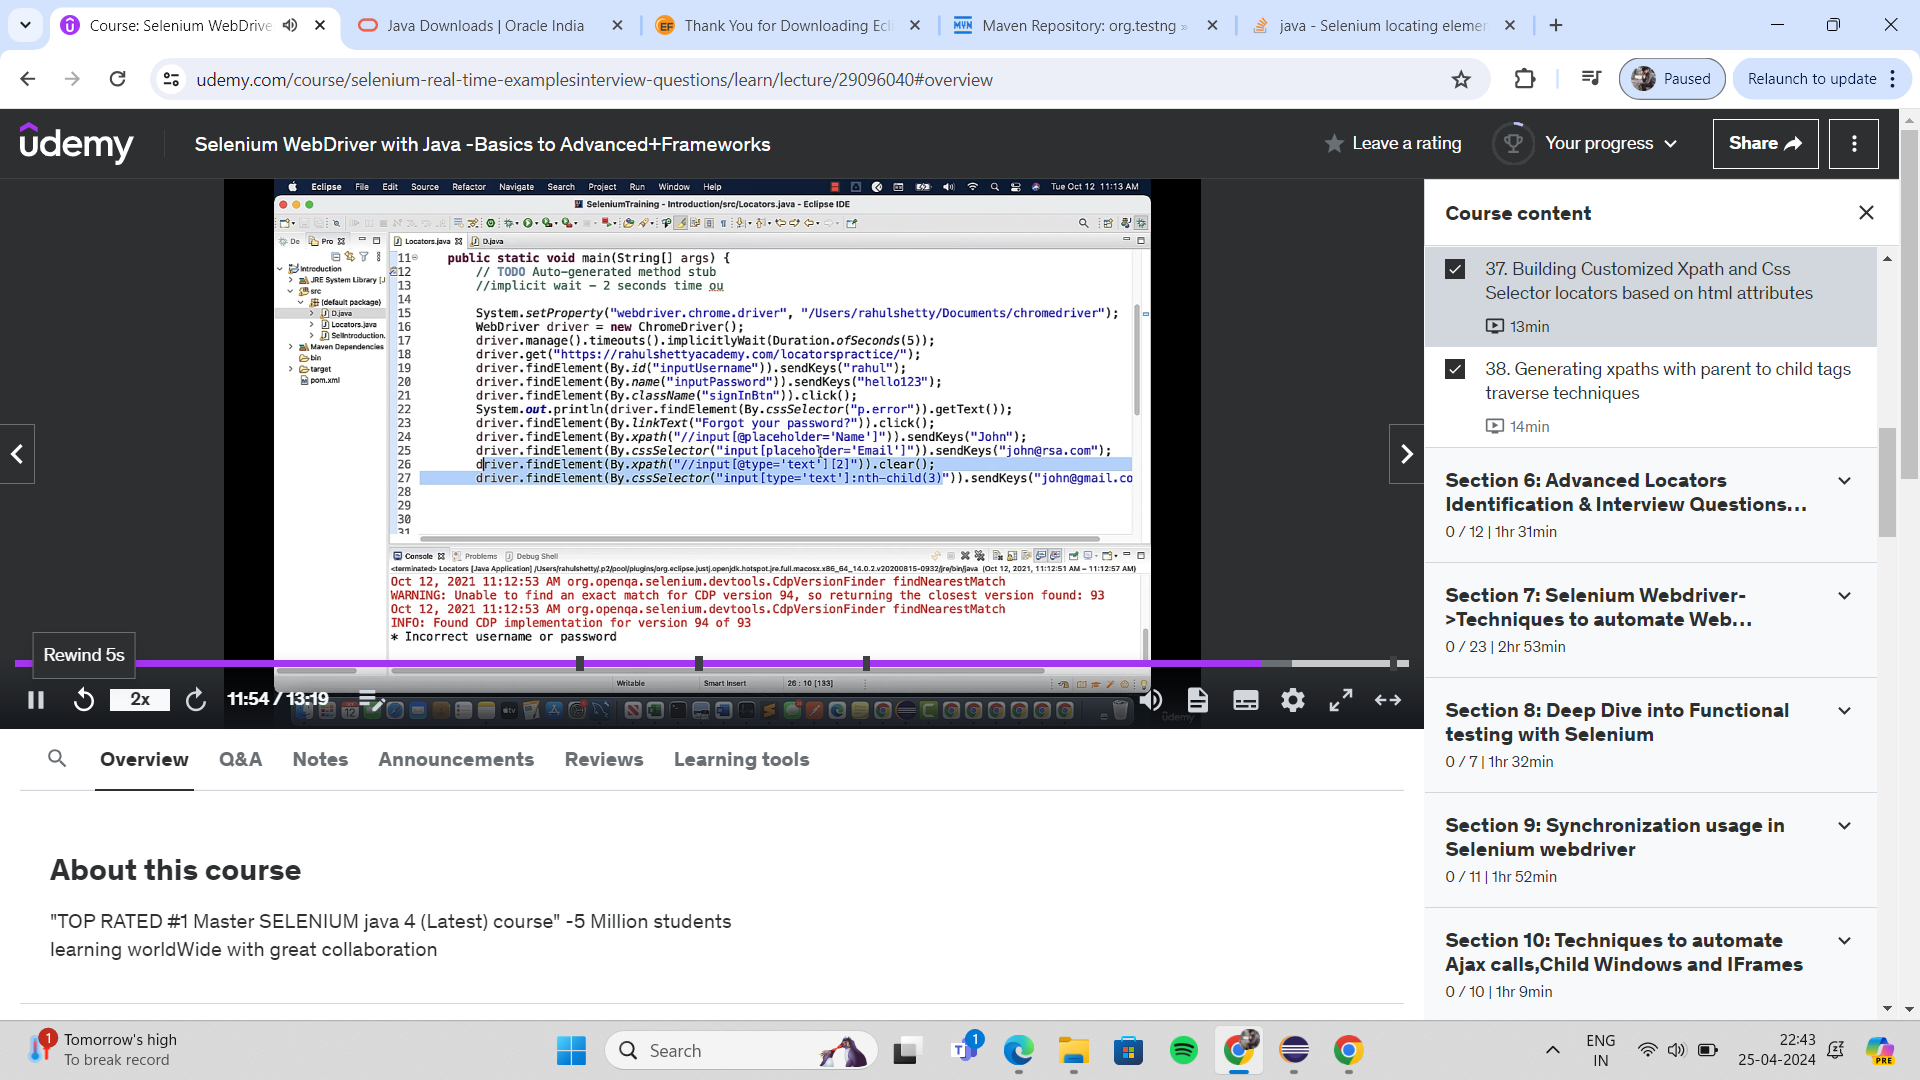 Course: Selenium WebDrive
Java Downloads | Oracle India
Thank You for Downloading Ecli
Maven Repository: org.testng »
java - Selenium locating elemen
udemy.com/course/selenium-real-time-examplesinterview-questions/learn/lecture/29096040#overview
Paused
Relaunch to update
udemy
Selenium WebDriver with Java -Basics to Advanced+Frameworks
Leave a rating
Your progress
Share
Eclipse File Edit Source Refactor Navigate Search Project Run Window Help
Tue Oct 12 11:13 AM
SeleniumTraining - Introduction/src/Locators.java - Eclipse IDE
De Pro
Locators.java D.java
Introduction
JRE System Library [J
src
(default package)
D.java
Locators.java
SelIntroduction.
Maven Dependencies
bin
target
pom.xml
11 public static void main(String[] args) {
12 // TODO Auto-generated method stub
13 //implicit wait - 2 seconds time ou
14
15 System.setProperty("webdriver.chrome.driver", "/Users/rahulshetty/Documents/chromedriver");
16 WebDriver driver = new ChromeDriver();
17 driver.manage().timeouts().implicitlyWait(Duration.ofSeconds(5));
18 driver.get("https://rahulshettyacademy.com/locatorspractice/");
19 driver.findElement(By.id("inputUsername")).sendKeys("rahul");
20 driver.findElement(By.name("inputPassword")).sendKeys("hello123");
21 driver.findElement(By.className("signInBtn")).click();
22 System.out.println(driver.findElement(By.cssSelector("p.error")).getText());
23 driver.findElement(By.linkText("Forgot your password?")).click();
24 driver.findElement(By.xpath("//input[@placeholder='Name']")).sendKeys("John");
25 driver.findElement(By.cssSelector("input[placeholder='Email']")).sendKeys("john@rsa.com");
26 driver.findElement(By.xpath("//input[@type='text'][2]")).clear();
27 driver.findElement(By.cssSelector("input[type='text']:nth-child(3)")).sendKeys("john@gmail.co
28
29
30
31
Console Problems Debug Shell
<terminated> Locators [Java Application] /Users/rahulshetty/.p2/pool/plugins/org.eclipse.justj.openjdk.hotspot.jre.full.macosx.x86_64_14.0.2.v20200815-0932/jre/bin/java (Oct 12, 2021, 11:12:51 AM – 11:12:57 AM)
Oct 12, 2021 11:12:53 AM org.openqa.selenium.devtools.CdpVersionFinder findNearestMatch
WARNING: Unable to find an exact match for CDP version 94, so returning the closest version found: 93
Oct 12, 2021 11:12:53 AM org.openqa.selenium.devtools.CdpVersionFinder findNearestMatch
INFO: Found CDP implementation for version 94 of 93
* Incorrect username or password
Writable Smart Insert 26 : 10 [133]
Rewind 5s
2x
11:54 / 13:19
udemy
Course content
37. Building Customized Xpath and Css
Selector locators based on html attributes
13min
38. Generating xpaths with parent to child tags
traverse techniques
14min
Section 6: Advanced Locators
Identification & Interview Questions...
0 / 12 | 1hr 31min
Section 7: Selenium Webdriver-
>Techniques to automate Web...
0 / 23 | 2hr 53min
Section 8: Deep Dive into Functional
testing with Selenium
0 / 7 | 1hr 32min
Section 9: Synchronization usage in
Selenium webdriver
0 / 11 | 1hr 52min
Section 10: Techniques to automate
Ajax calls,Child Windows and IFrames
0 / 10 | 1hr 9min
Overview Q&A Notes Announcements Reviews Learning tools
About this course
"TOP RATED #1 Master SELENIUM java 4 (Latest) course" -5 Million students
learning worldWide with great collaboration
1
Tomorrow's high
To break record
Search
1
ENG
IN
22:43
25-04-2024
PRE